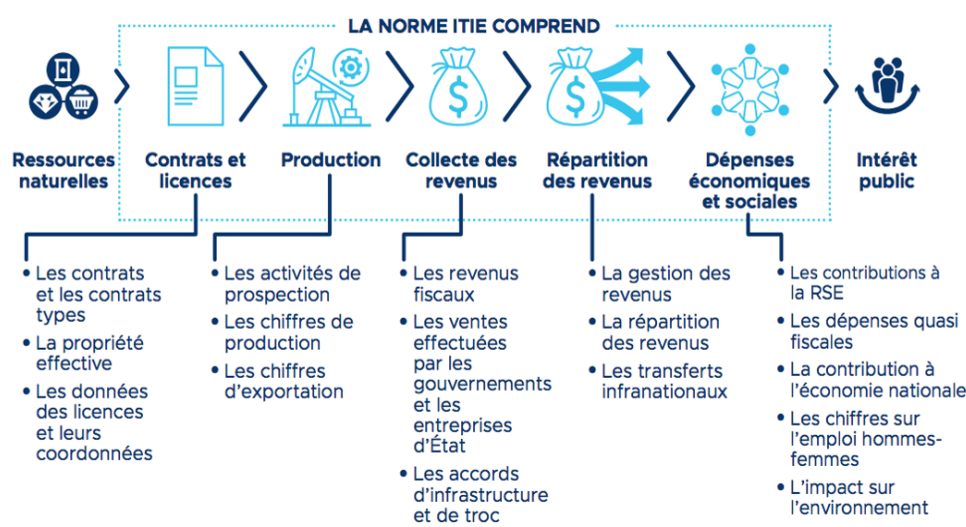 LA NORME ITIE COMPREND
Ressources
naturelles
Contrats et
licences
Production
Collecte des
revenus
Répartition
des revenus
Dépenses
économiques
et sociales
Intérêt
public
• Les contrats
et les contrats
types
• La propriété
effective
• Les données
des licences
et leurs
coordonnées
• Les activités de
prospection
• Les chiffres de
production
• Les chiffres
d'exportation
• Les revenus
fiscaux
• Les ventes
effectuées
par les
gouvernements
et les
entreprises
d'État
• Les accords
d'infrastructure
et de troc
• La gestion des
revenus
• La répartition
des revenus
• Les transferts
infranationaux
• Les contributions à
la RSE
• Les dépenses quasi
fiscales
• La contribution à
l'économie nationale
• Les chiffres sur
l'emploi hommes-
femmes
• L'impact sur
l'environnement